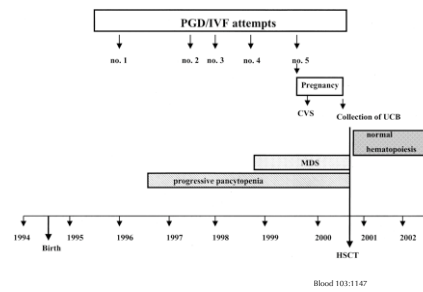 PGD/IVF attempts
no. 1 no. 2 no. 3 no. 4 no. 5
Pregnancy
CVS
Collection of UCB
normal
hematopoiesis
MDS
progressive pancytopenia
1994 1995 1996 1997 1998 1999 2000 2001 2002
Birth
HSCT
Blood 103:1147